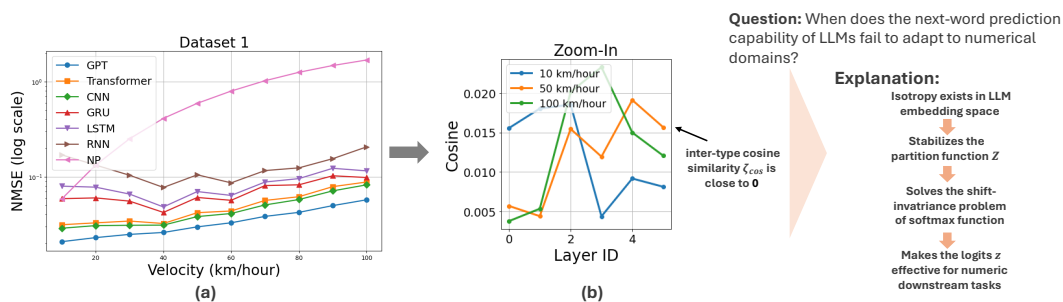 Dataset 1
NMSE (log scale)
10⁰
10⁻¹
GPT
Transformer
CNN
GRU
LSTM
RNN
NP
20
40
60
80
100
Velocity (km/hour)
(a)
Zoom-In
Cosine
0.020
0.015
0.010
0.005
10 km/hour
50 km/hour
100 km/hour
0
2
4
Layer ID
(b)
inter-type cosine
similarity ζcos is
close to 0
Question: When does the next-word prediction
capability of LLMs fail to adapt to numerical
domains?
Explanation:
Isotropy exists in LLM
embedding space
Stabilizes the
partition function Z
Solves the shift-
invariance problem
of softmax function
Makes the logits z
effective for numeric
downstream tasks